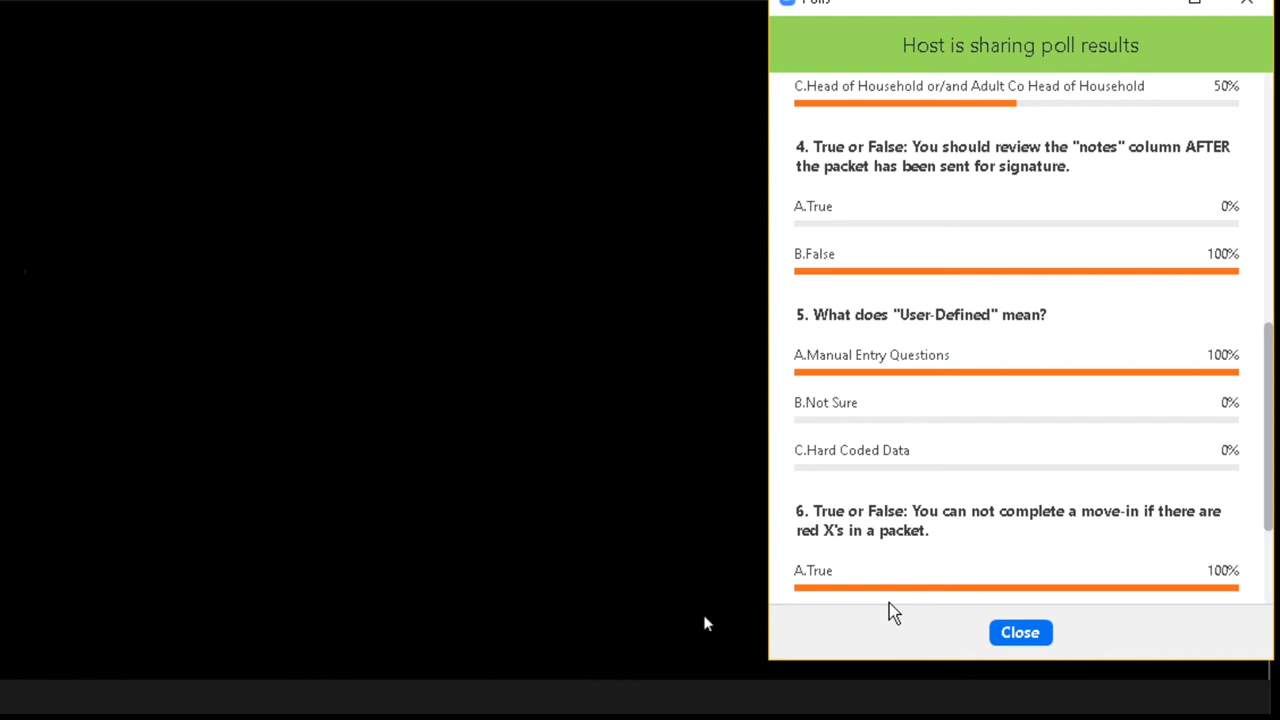 Polls
Host is sharing poll results
C.Head of Household or/and Adult Co Head of Household 50%
4. True or False: You should review the "notes" column AFTER
the packet has been sent for signature.
A.True 0%
B.False 100%
5. What does "User-Defined" mean?
A.Manual Entry Questions 100%
B.Not Sure 0%
C.Hard Coded Data 0%
6. True or False: You can not complete a move-in if there are
red X's in a packet.
A.True 100%
Close